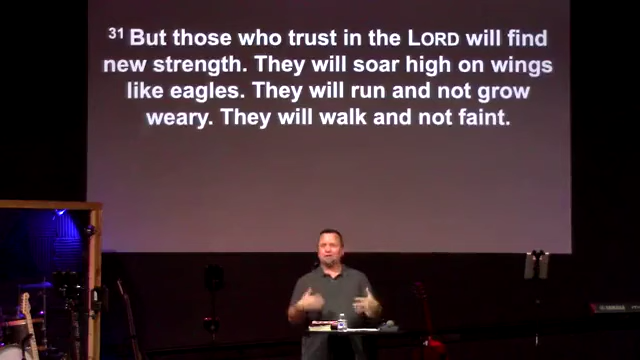 31 But those who trust in the LORD will find
new strength. They will soar high on wings
like eagles. They will run and not grow
weary. They will walk and not faint.
YAMAHA